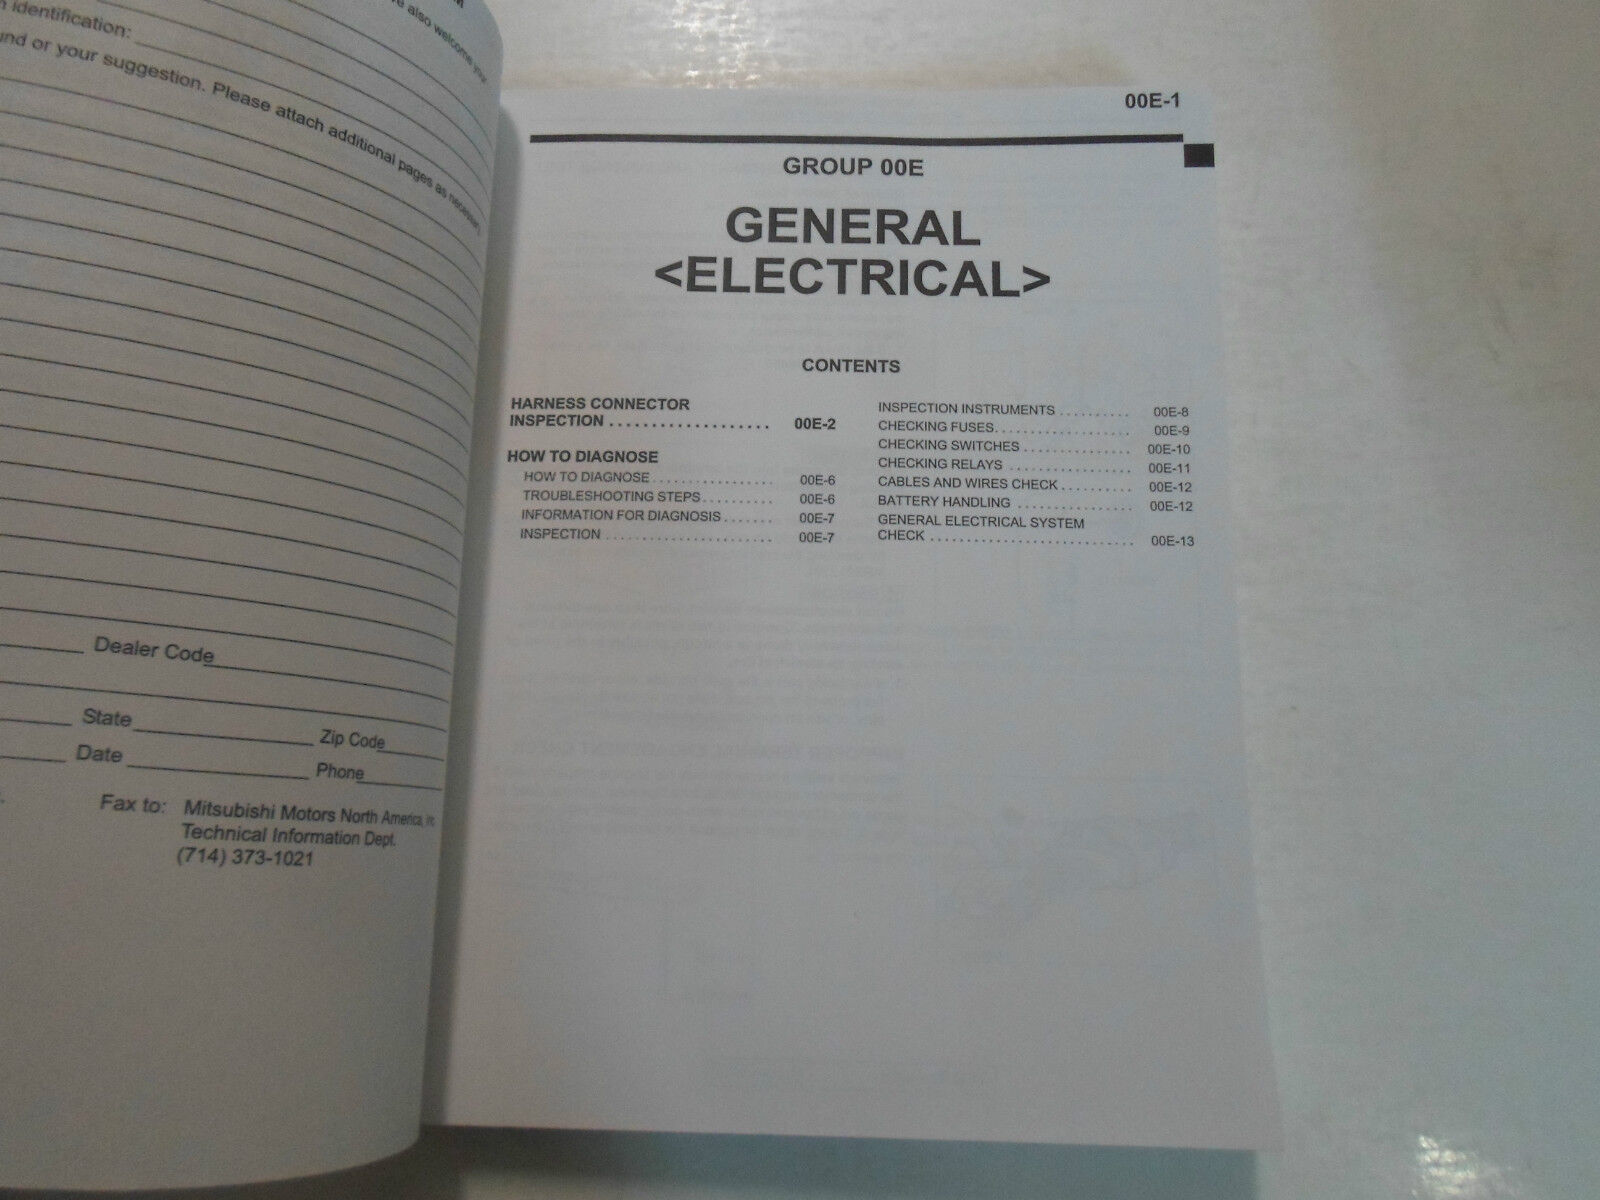 also welcome your
identification:
or your suggestion. Please attach additional pages as necessary.
Dealer Code
State
Zip Code
Date
Phone
Fax to: Mitsubishi Motors North America, Inc
Technical Information Dept.
(714) 373-1021
00E-1
GROUP 00E
GENERAL
<ELECTRICAL>
CONTENTS
HARNESS CONNECTOR
INSPECTION . . . . . . . . . . . . . . . . . . . 00E-2
HOW TO DIAGNOSE
HOW TO DIAGNOSE . . . . . . . . . . . . . . . . . 00E-6
TROUBLESHOOTING STEPS . . . . . . . . . . 00E-6
INFORMATION FOR DIAGNOSIS . . . . . . . 00E-7
INSPECTION . . . . . . . . . . . . . . . . . . . . . . . 00E-7
INSPECTION INSTRUMENTS . . . . . . . . . . 00E-8
CHECKING FUSES. . . . . . . . . . . . . . . . . . . 00E-9
CHECKING SWITCHES . . . . . . . . . . . . . . . 00E-10
CHECKING RELAYS . . . . . . . . . . . . . . . . . 00E-11
CABLES AND WIRES CHECK . . . . . . . . . . 00E-12
BATTERY HANDLING . . . . . . . . . . . . . . . . 00E-12
GENERAL ELECTRICAL SYSTEM
CHECK . . . . . . . . . . . . . . . . . . . . . . . . . . . . 00E-13